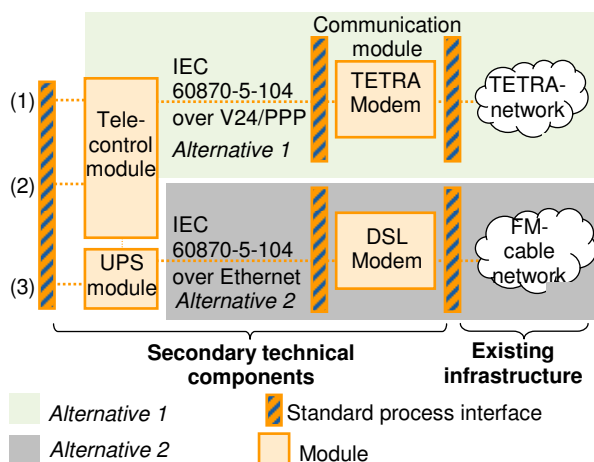 Communication
module
IEC
60870-5-104
over V24/PPP
Alternative 1
TETRA
Modem
TETRA-
network
(1)
Tele-
control
module
(2)
IEC
60870-5-104
over Ethernet
Alternative 2
DSL
Modem
FM-
cable
network
UPS
module
(3)
Secondary technical
components
Existing
infrastructure
Alternative 1
Standard process interface
Alternative 2
Module